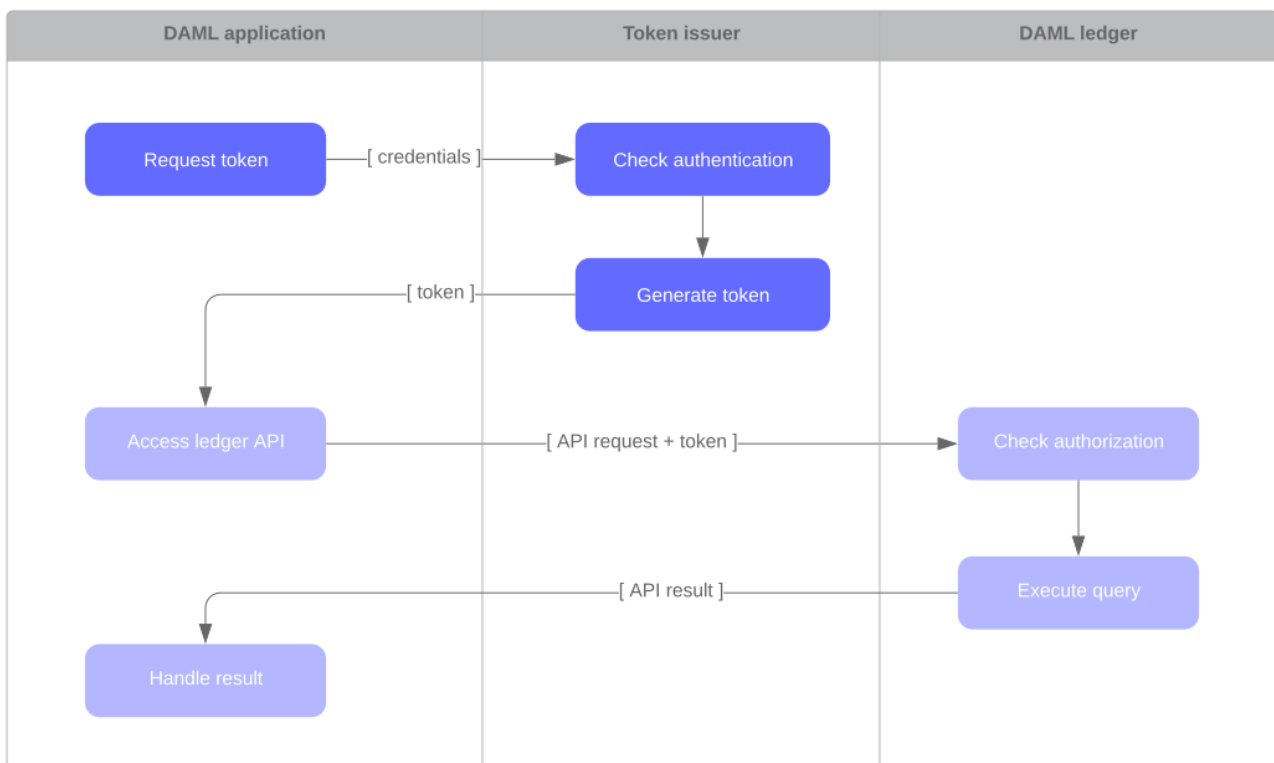 DAML application
Token issuer
DAML ledger
Request token
[ credentials ]
Check authentication
[ token ]
Generate token
Access ledger API
[ API request + token ]
Check authorization
[ API result ]
Execute query
Handle result